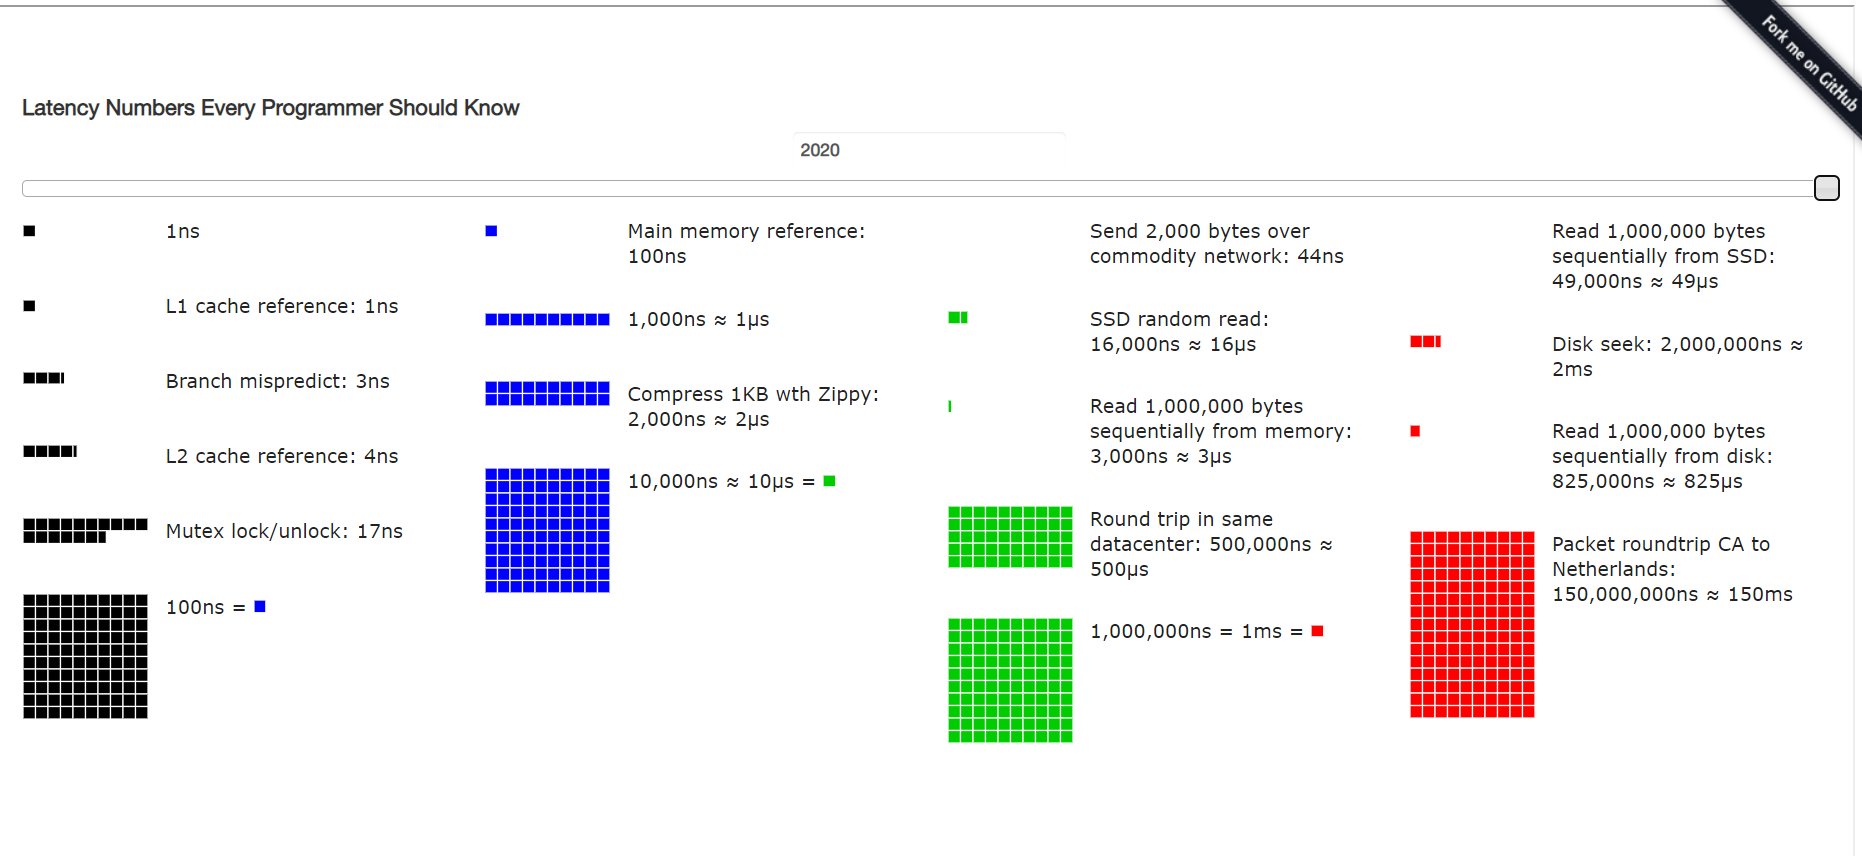 Fork me on GitHub
Latency Numbers Every Programmer Should Know
2020
1ns
L1 cache reference: 1ns
Branch mispredict: 3ns
L2 cache reference: 4ns
Mutex lock/unlock: 17ns
100ns =
Main memory reference:
100ns
1,000ns ≈ 1μs
Compress 1KB wth Zippy:
2,000ns ≈ 2μs
10,000ns ≈ 10μs =
Send 2,000 bytes over
commodity network: 44ns
SSD random read:
16,000ns ≈ 16μs
Read 1,000,000 bytes
sequentially from memory:
3,000ns ≈ 3μs
Round trip in same
datacenter: 500,000ns ≈
500μs
1,000,000ns = 1ms =
Read 1,000,000 bytes
sequentially from SSD:
49,000ns ≈ 49μs
Disk seek: 2,000,000ns ≈
2ms
Read 1,000,000 bytes
sequentially from disk:
825,000ns ≈ 825μs
Packet roundtrip CA to
Netherlands:
150,000,000ns ≈ 150ms